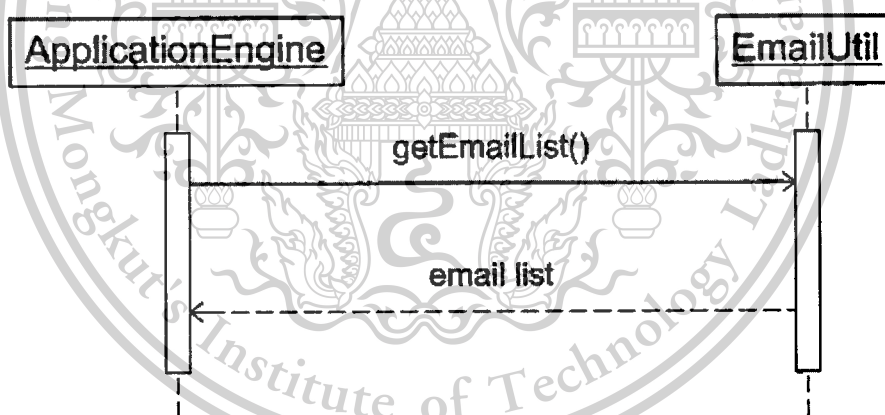 ApplicationEngine
EmailUtil
getEmailList()
email list
Mongkut's Institute of Technology Ladkra